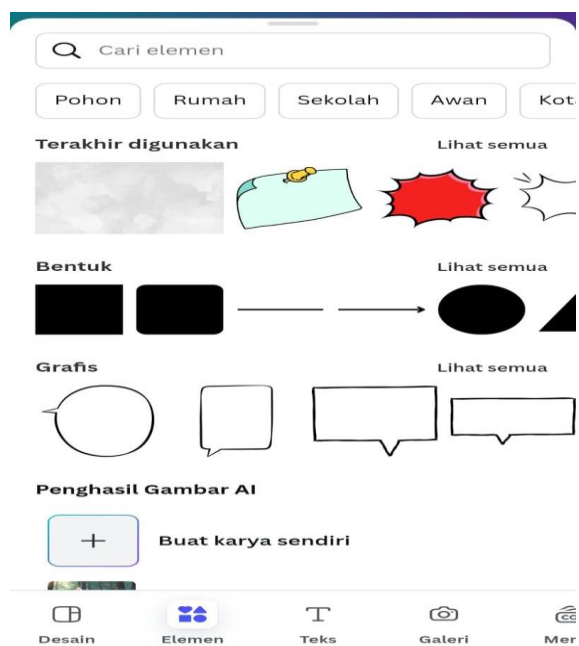 Cari elemen
Pohon Rumah Sekolah Awan
Terakhir digunakan Lihat semua
Bentuk Lihat semua
Grafis Lihat semua
Penghasil Gambar AI
Buat karya sendiri
Desain Elemen Teks Galeri